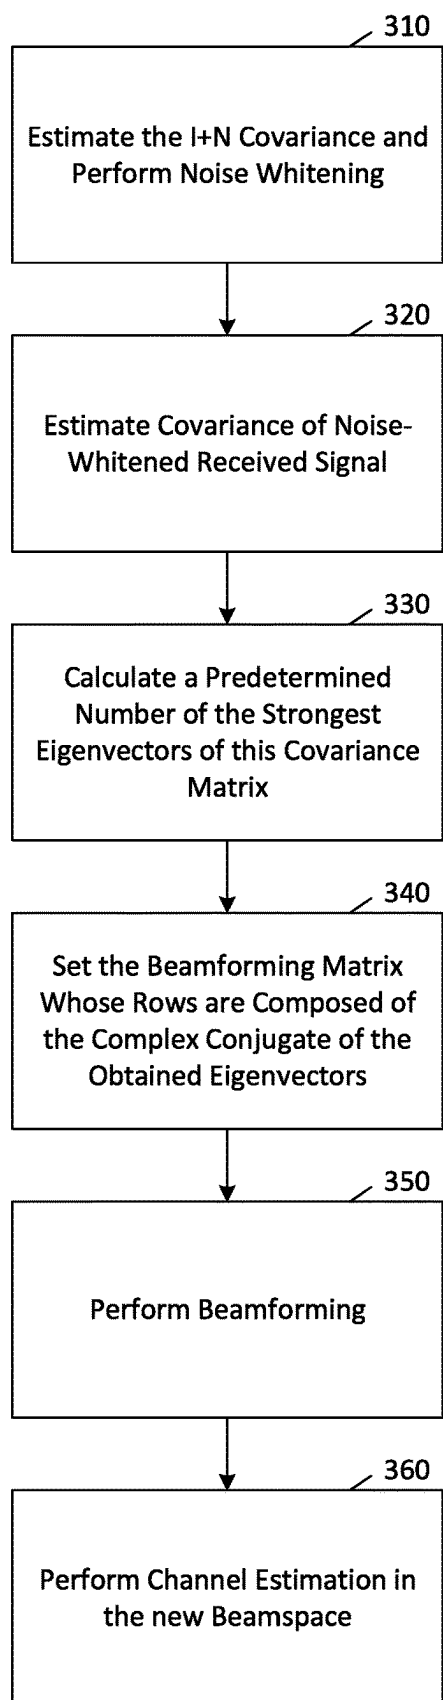 310
Estimate the I+N Covariance and
Perform Noise Whitening
320
Estimate Covariance of Noise-
Whitened Received Signal
330
Calculate a Predetermined
Number of the Strongest
Eigenvectors of this Covariance
Matrix
340
Set the Beamforming Matrix
Whose Rows are Composed of
the Complex Conjugate of the
Obtained Eigenvectors
350
Perform Beamforming
360
Perform Channel Estimation in
the new Beamspace